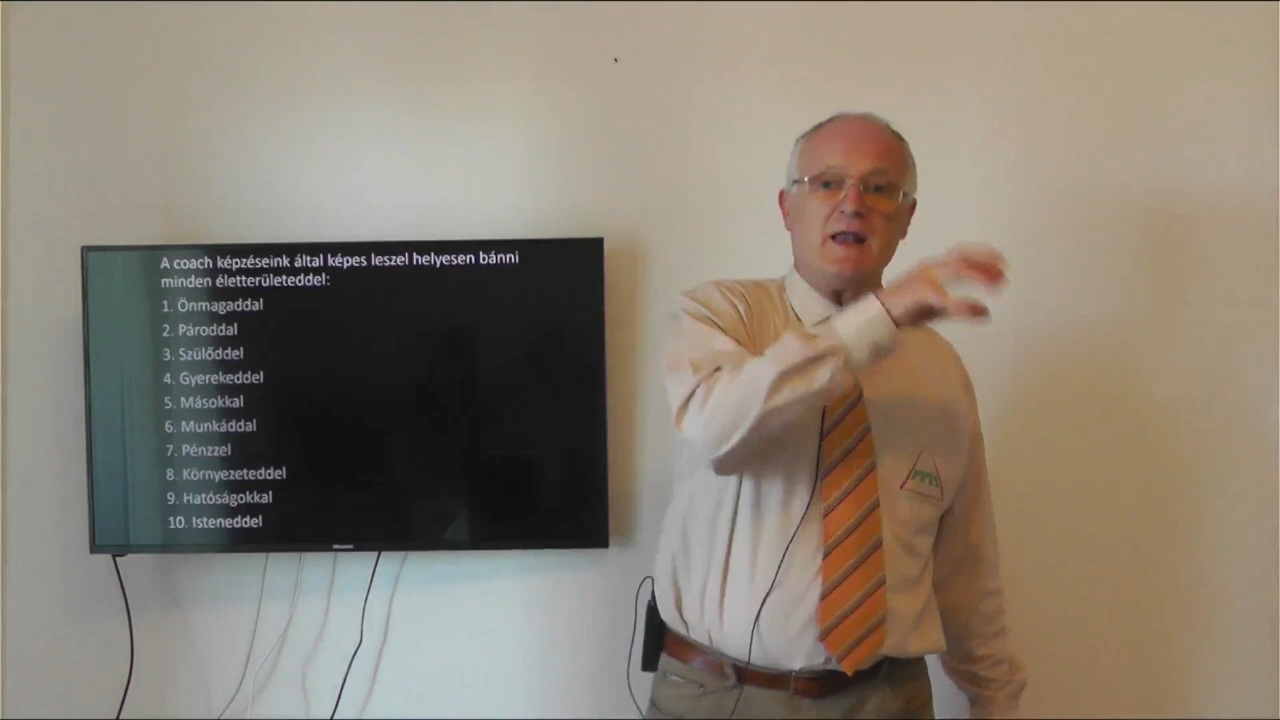 A coach képzéseink által képes leszel helyesen bánni
minden életterületeddel:
1. Önmagaddal
2. Pároddal
3. Szülőddel
4. Gyerekeddel
5. Másokkal
6. Munkáddal
7. Pénzzel
8. Környezeteddel
9. Hatóságokkal
10. Isteneddel